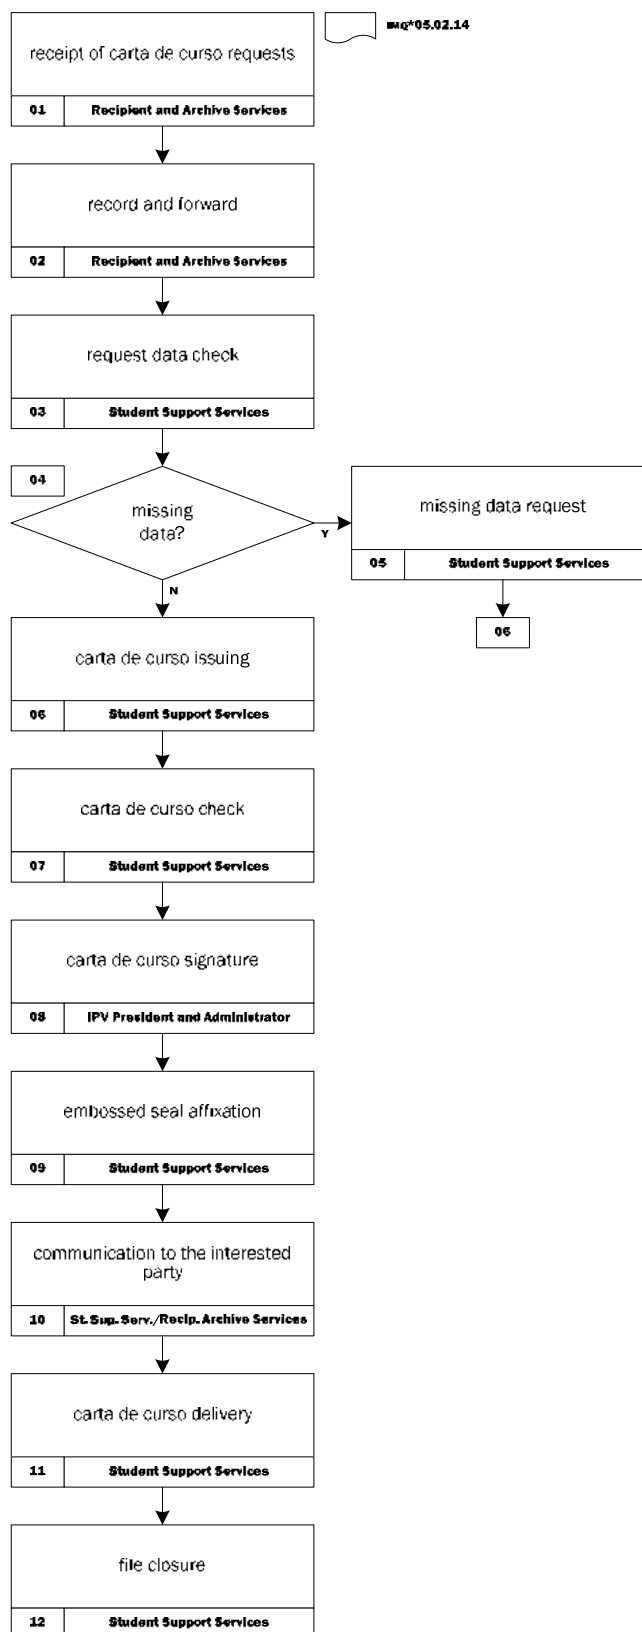 receipt of carta de curso requests
IMQ*05.02.14
01 Recipient and Archive Services
record and forward
02 Recipient and Archive Services
request data check
03 Student Support Services
04
missing
data?
Y
N
missing data request
05 Student Support Services
06
carta de curso issuing
06 Student Support Services
carta de curso check
07 Student Support Services
carta de curso signature
08 IPV President and Administrator
embossed seal affixation
09 Student Support Services
communication to the interested
party
10 St.Sup.Serv./Recip.Archive Services
carta de curso delivery
11 Student Support Services
file closure
12 Student Support Services